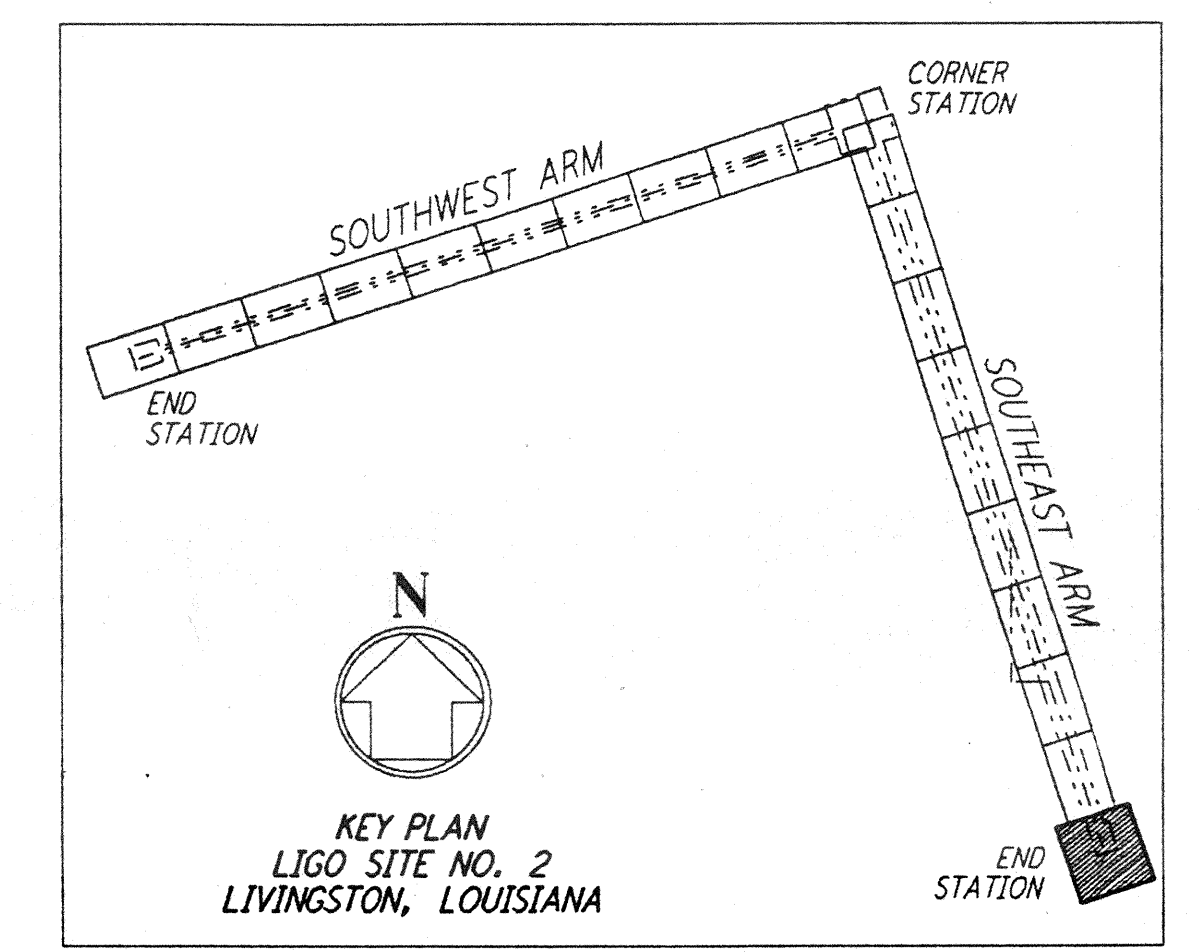 CORNER
STATION
SOUTHWEST ARM
END
STATION
SOUTHEAST ARM
N
KEY PLAN
LIGO SITE NO. 2
LIVINGSTON, LOUISIANA
END
STATION